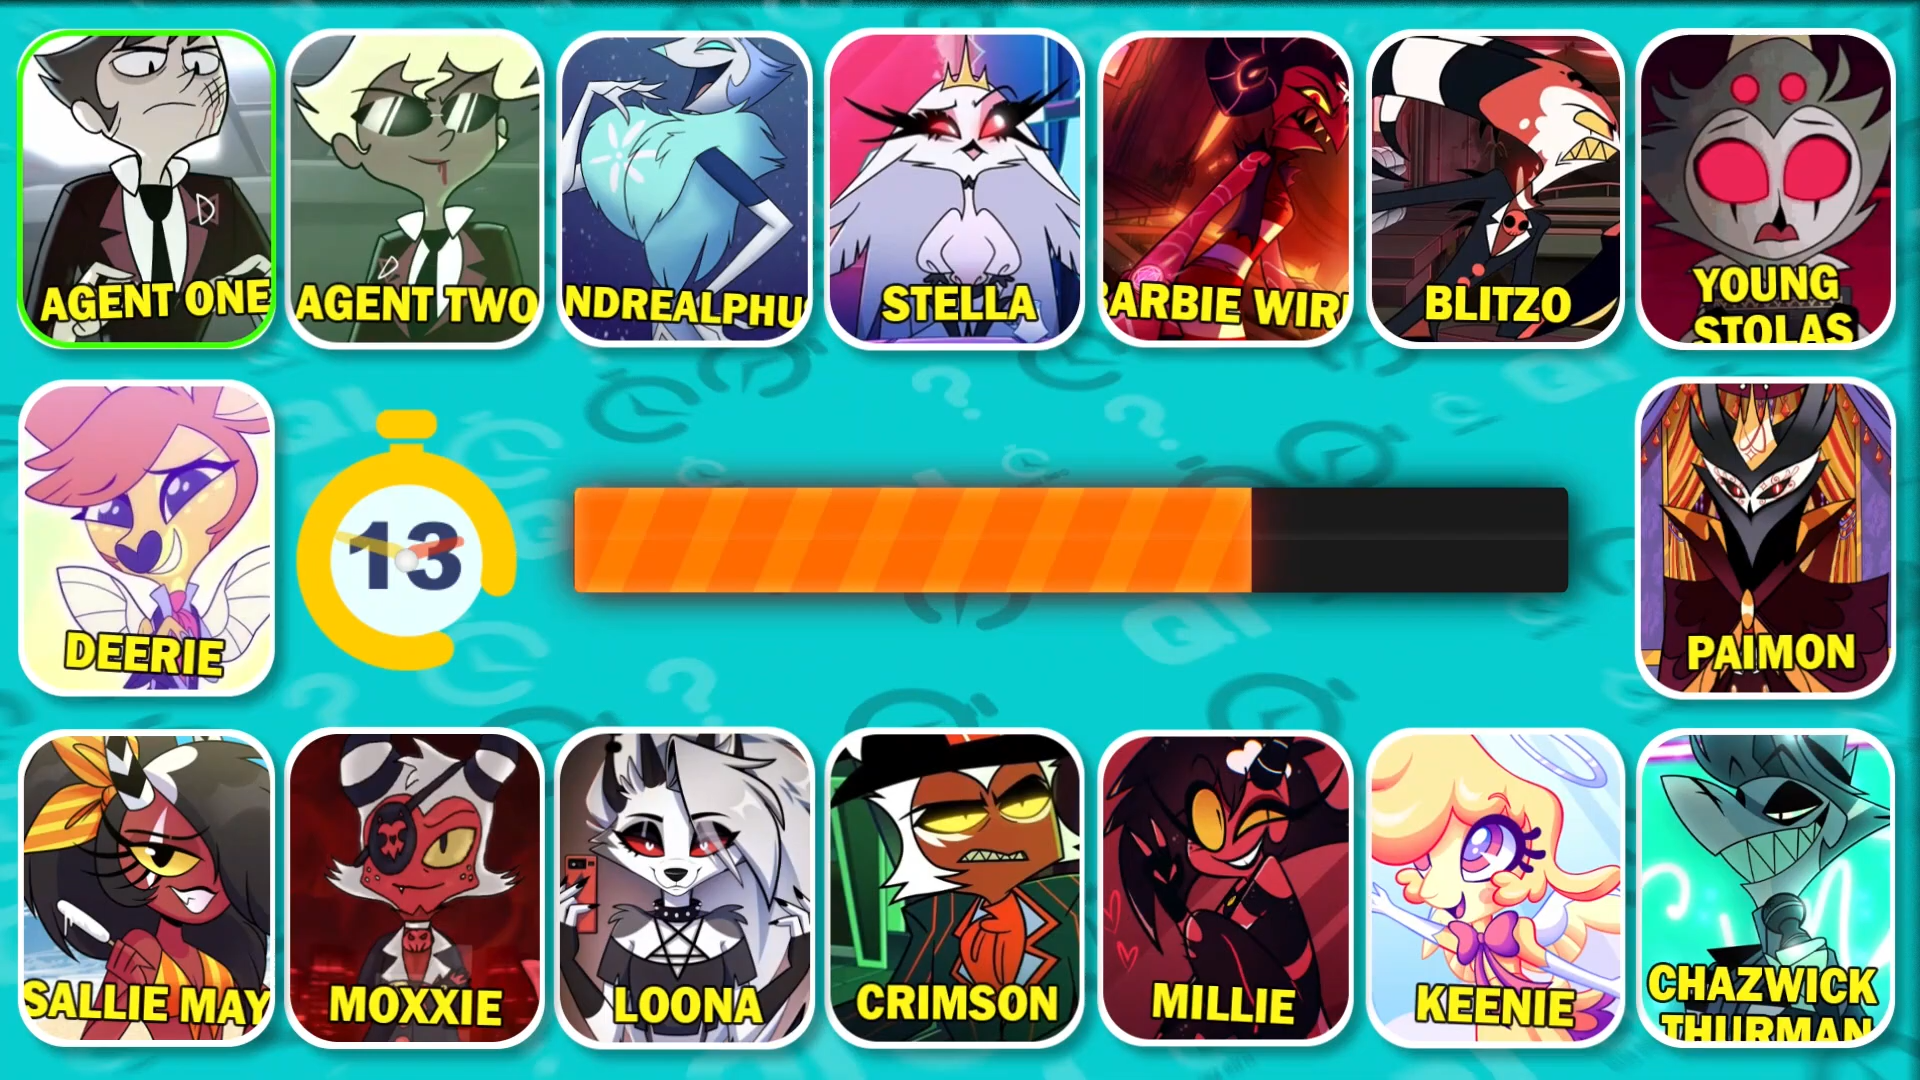 AGENT ONE
AGENT TWO
NDREALPHU
STELLA
ARBIE WIR
BLITZO
YOUNG
STOLAS
DEERIE
13
PAIMON
SALLIE MAY
MOXXIE
LOONA
CRIMSON
MILLIE
KEENIE
CHAZWICK
THURMAN